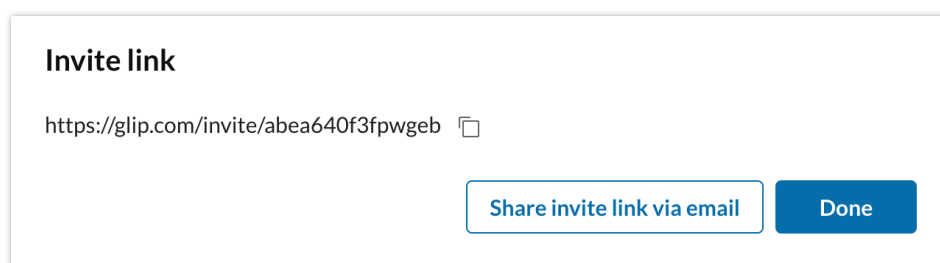 Invite link
https://glip.com/invite/abea640f3fpwgeb
Share invite link via email
Done